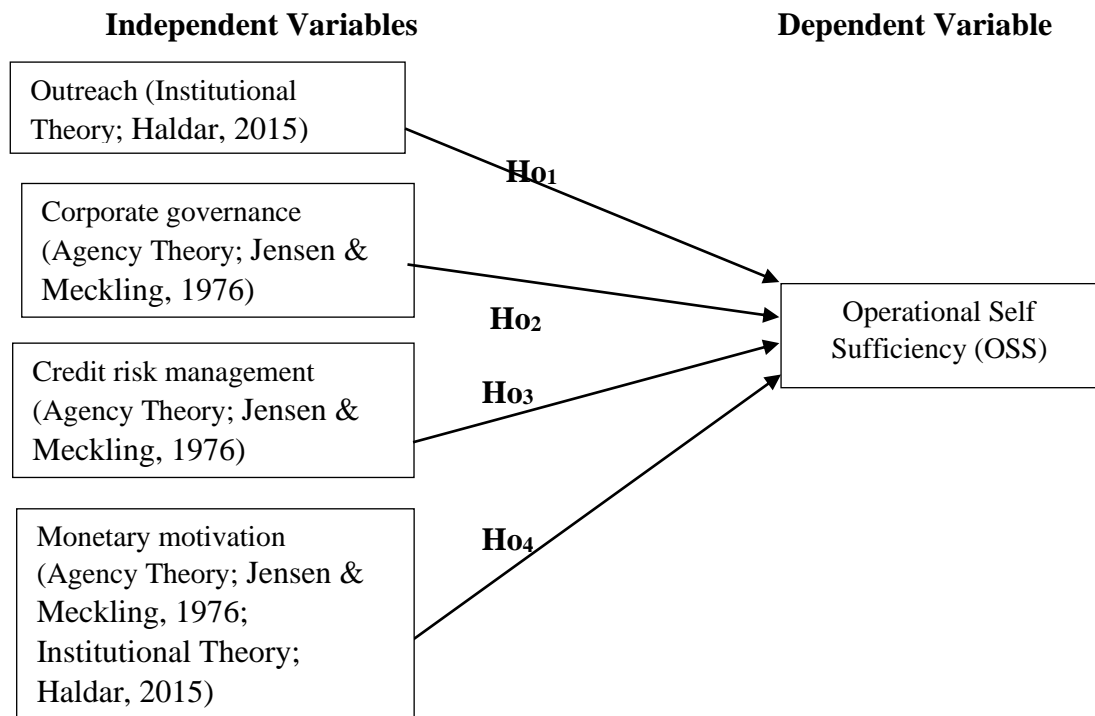 Independent Variables
Dependent Variable
Outreach (Institutional
Theory; Haldar, 2015)
Ho1
Corporate governance
(Agency Theory; Jensen &
Meckling, 1976)
Ho2
Operational Self
Sufficiency (OSS)
Credit risk management
(Agency Theory; Jensen &
Meckling, 1976)
Ho3
Monetary motivation
(Agency Theory; Jensen &
Meckling, 1976;
Institutional Theory;
Haldar, 2015)
Ho4